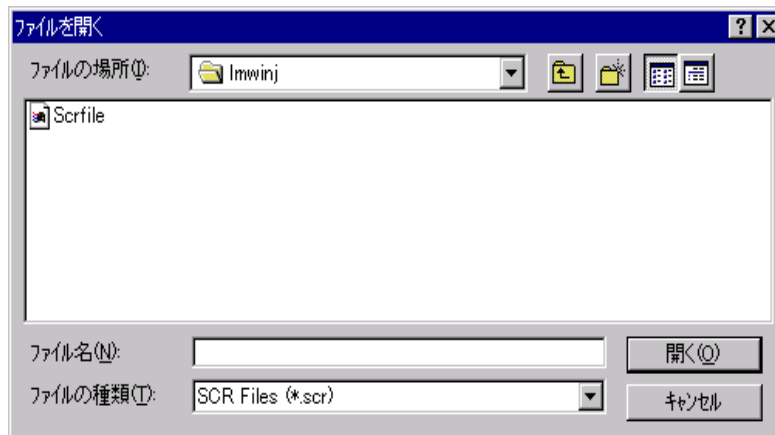 ファイルを開く
ファイルの場所(I): lmwinj
Scrfile
ファイル名(N):
開く(O)
ファイルの種類(T): SCR Files (*.scr)
キャンセル